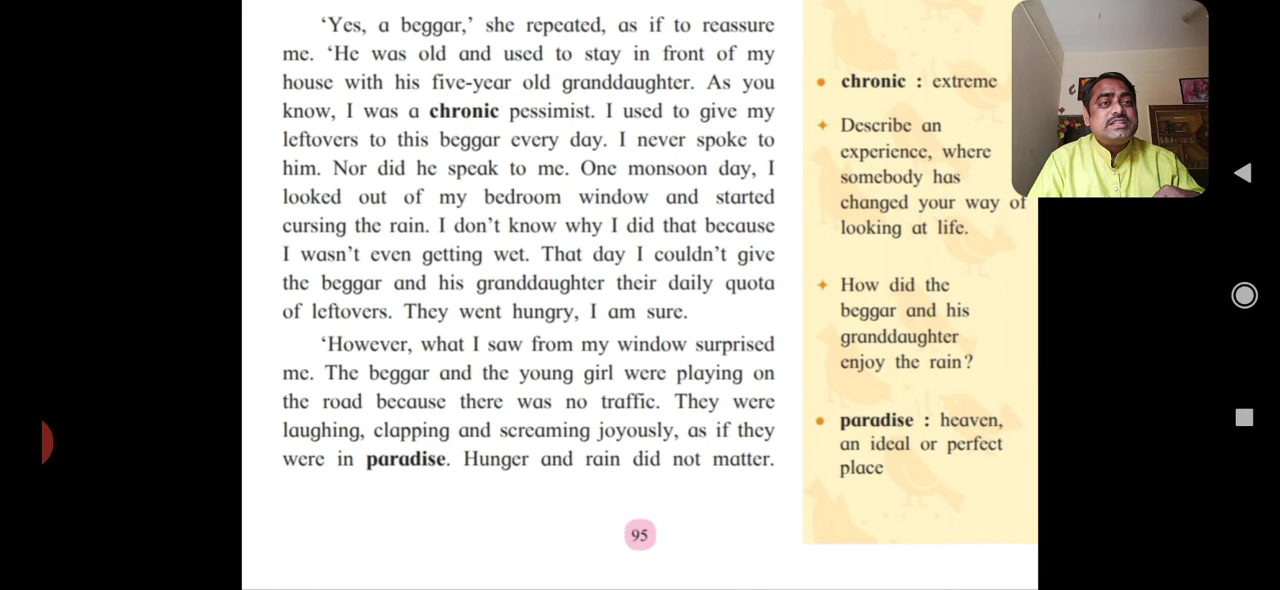 ‘Yes, a beggar,’ she repeated, as if to reassure
me. ‘He was old and used to stay in front of my
house with his five-year old granddaughter. As you
know, I was a chronic pessimist. I used to give my
leftovers to this beggar every day. I never spoke to
him. Nor did he speak to me. One monsoon day, I
looked out of my bedroom window and started
cursing the rain. I don’t know why I did that because
I wasn’t even getting wet. That day I couldn’t give
the beggar and his granddaughter their daily quota
of leftovers. They went hungry, I am sure.
‘However, what I saw from my window surprised
me. The beggar and the young girl were playing on
the road because there was no traffic. They were
laughing, clapping and screaming joyously, as if they
were in paradise. Hunger and rain did not matter.
• chronic : extreme
✦ Describe an
experience, where
somebody has
changed your way of
looking at life.
✦ How did the
beggar and his
granddaughter
enjoy the rain?
• paradise : heaven,
an ideal or perfect
place
95